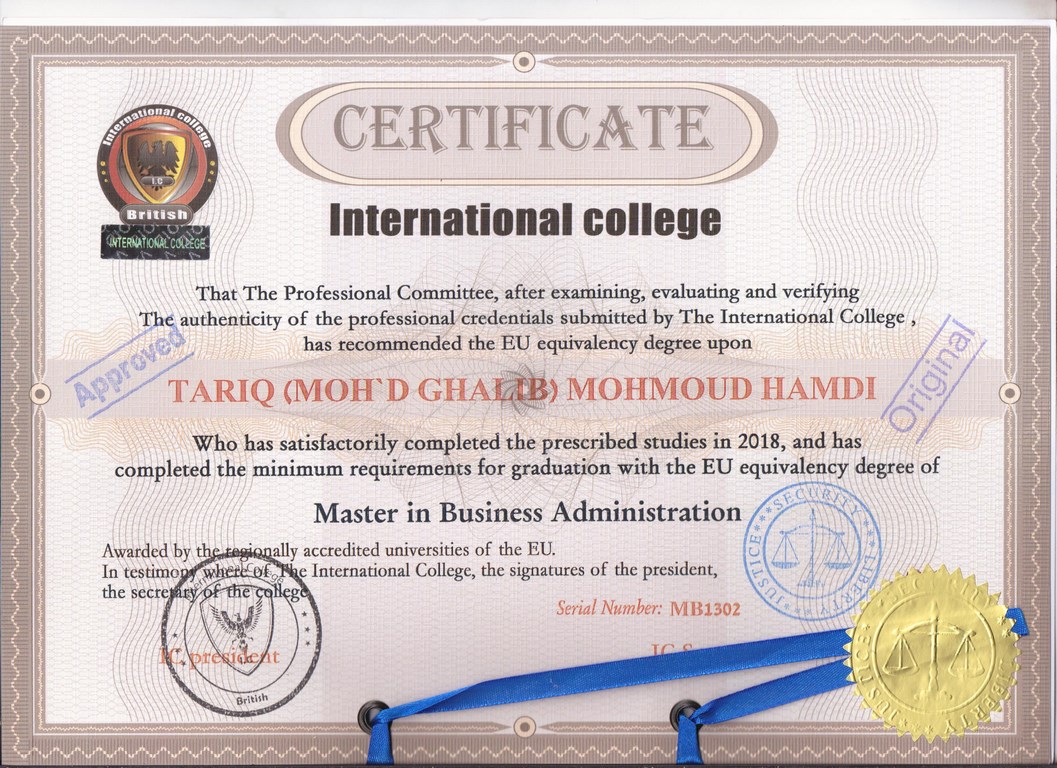 CERTIFICATE
International college
I.C
British
INTERNATIONAL COLLEGE
International college
That The Professional Committee, after examining, evaluating and verifying
The authenticity of the professional credentials submitted by The International College ,
has recommended the EU equivalency degree upon
Approved
Original
TARIQ (MOH`D GHALIB) MOHMOUD HAMDI
Who has satisfactorily completed the prescribed studies in 2018, and has
completed the minimum requirements for graduation with the EU equivalency degree of
Master in Business Administration
SECURITY
JUSTICE
LIBERTY
Awarded by the regionally accredited universities of the EU.
In testimony where of The International College, the signatures of the president,
the secretary of the college
Serial Number: MB1302
IC president
British
JUSTICE
LIBERTY